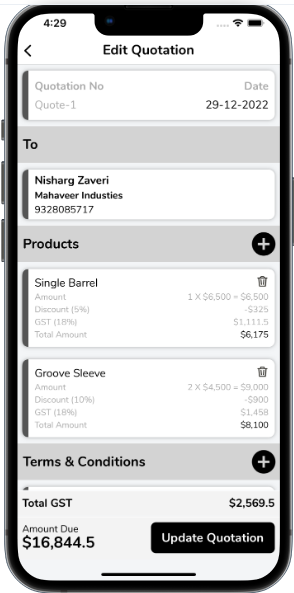 4:29
Edit Quotation
Quotation No Date
Quote-1 29-12-2022
To
Nisharg Zaveri
Mahaveer Industies
9328085717
Products
Single Barrel
Amount 1 X $6,500 = $6,500
Discount (5%) -$325
GST (18%) $1,111.5
Total Amount $6,175
Groove Sleeve
Amount 2 X $4,500 = $9,000
Discount (10%) -$900
GST (18%) $1,458
Total Amount $8,100
Terms & Conditions
Total GST $2,569.5
Amount Due
$16,844.5 Update Quotation